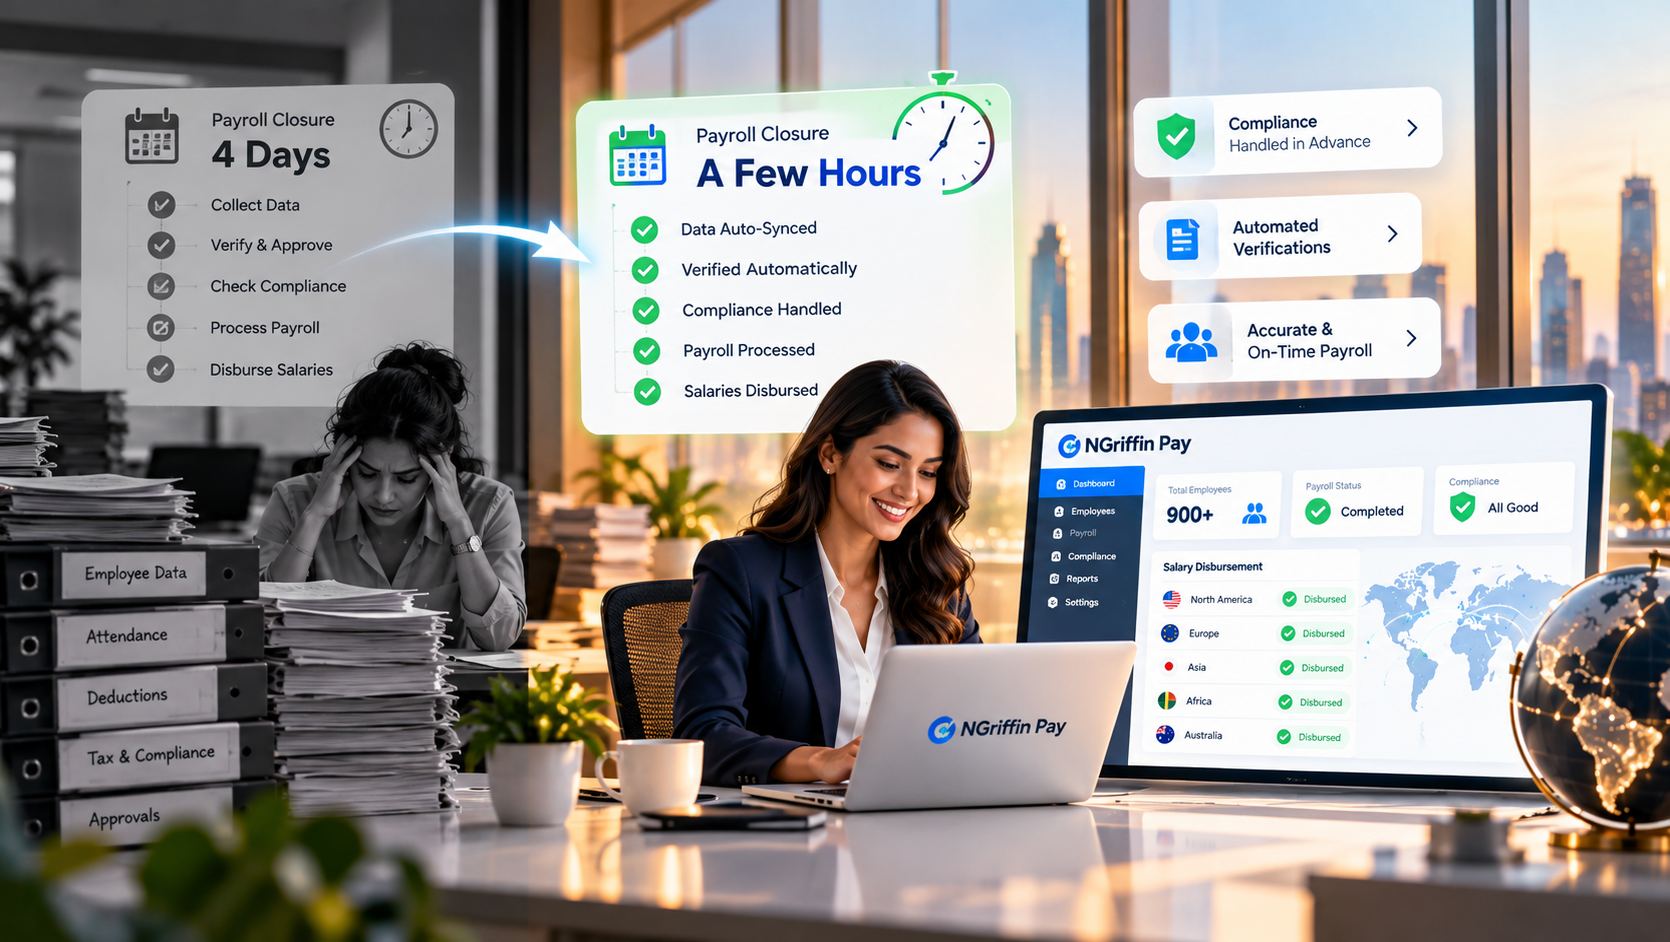 Payroll Closure
4 Days
Collect Data
Verify & Approve
Check Compliance
Process Payroll
Disburse Salaries
Payroll Closure
A Few Hours
Data Auto-Synced
Verified Automatically
Compliance Handled
Payroll Processed
Salaries Disbursed
Compliance
Handled in Advance
Automated
Verifications
Accurate &
On-Time Payroll
Employee Data
Attendance
Deductions
Tax & Compliance
Approvals
NGriffin Pay
NGriffin Pay
Dashboard
Employees
Payroll
Compliance
Reports
Settings
Total Employees
900+
Payroll Status
Completed
Compliance
All Good
Salary Disbursement
North America Disbursed
Europe Disbursed
Asia Disbursed
Africa Disbursed
Australia Disbursed